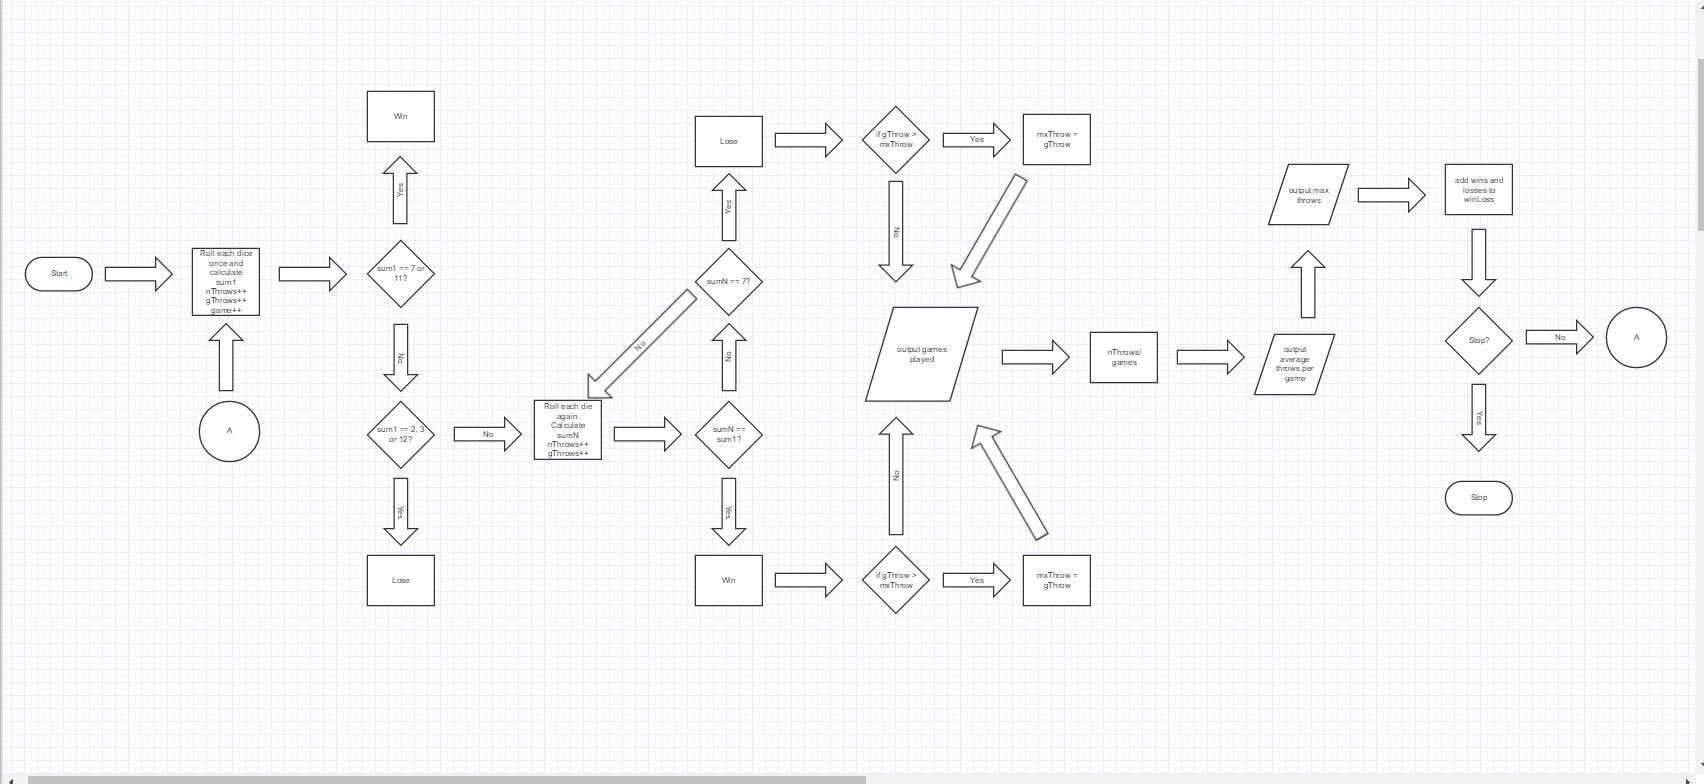 Start
Roll each dice
once and
calculate
sum1
nThrows++
gThrows++
game++
A
Win
Yes
sum1 == 7 or
11?
No
sum1 == 2, 3
or 12?
Yes
Lose
No
Roll each die
again.
Calculate
sumN
nThrows++
gThrows++
No
Lose
Yes
sumN == 7?
No
sumN ==
sum1?
Yes
Win
if gThrow >
mxThrow
Yes
mxThrow =
gThrow
No
output games
played
No
if gThrow >
mxThrow
Yes
mxThrow =
gThrow
nThrows/
games
output
average
throws per
game
output max
throws
add wins and
losses to
winLoss
Stop?
No
A
Yes
Stop